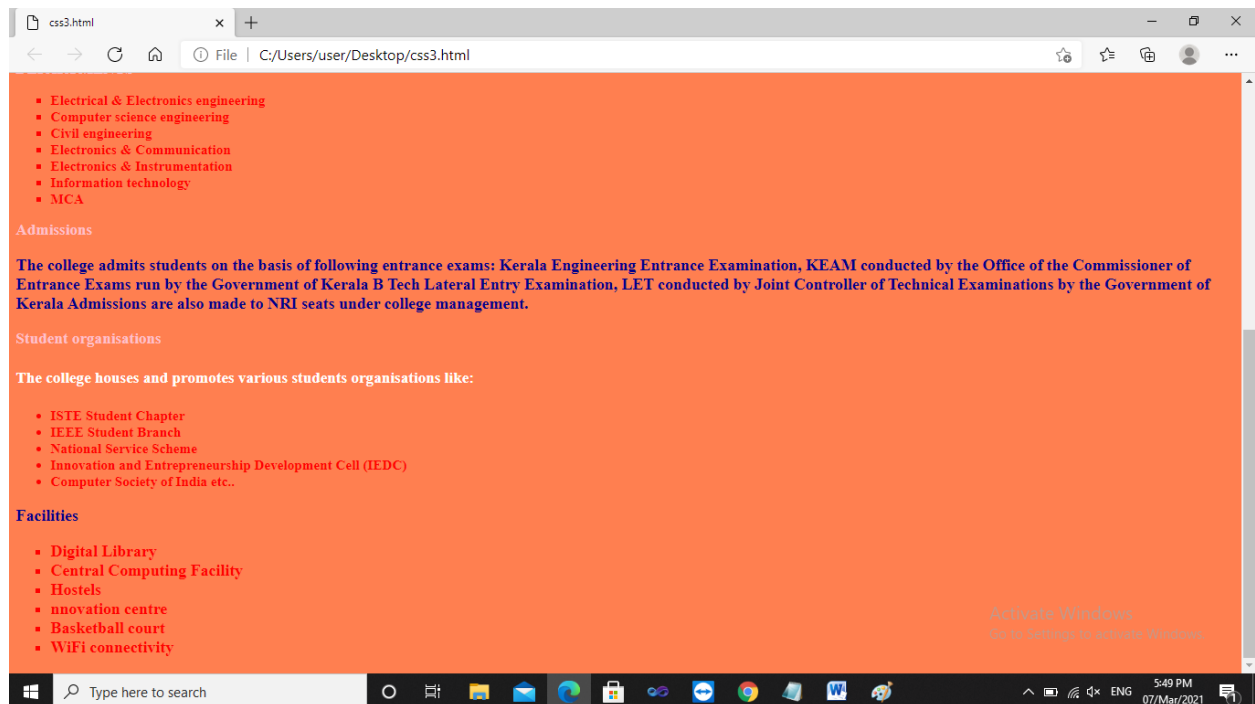 css3.html
File | C:/Users/user/Desktop/css3.html
Electrical & Electronics engineering
Computer science engineering
Civil engineering
Electronics & Communication
Electronics & Instrumentation
Information technology
MCA
Admissions
The college admits students on the basis of following entrance exams: Kerala Engineering Entrance Examination, KEAM conducted by the Office of the Commissioner of
Entrance Exams run by the Government of Kerala B Tech Lateral Entry Examination, LET conducted by Joint Controller of Technical Examinations by the Government of
Kerala Admissions are also made to NRI seats under college management.
Student organisations
The college houses and promotes various students organisations like:
ISTE Student Chapter
IEEE Student Branch
National Service Scheme
Innovation and Entrepreneurship Development Cell (IEDC)
Computer Society of India etc..
Facilities
Digital Library
Central Computing Facility
Hostels
nnovation centre
Basketball court
WiFi connectivity
Activate Windows
Go to Settings to activate Windows.
Type here to search
ENG
5:49 PM
07/Mar/2021